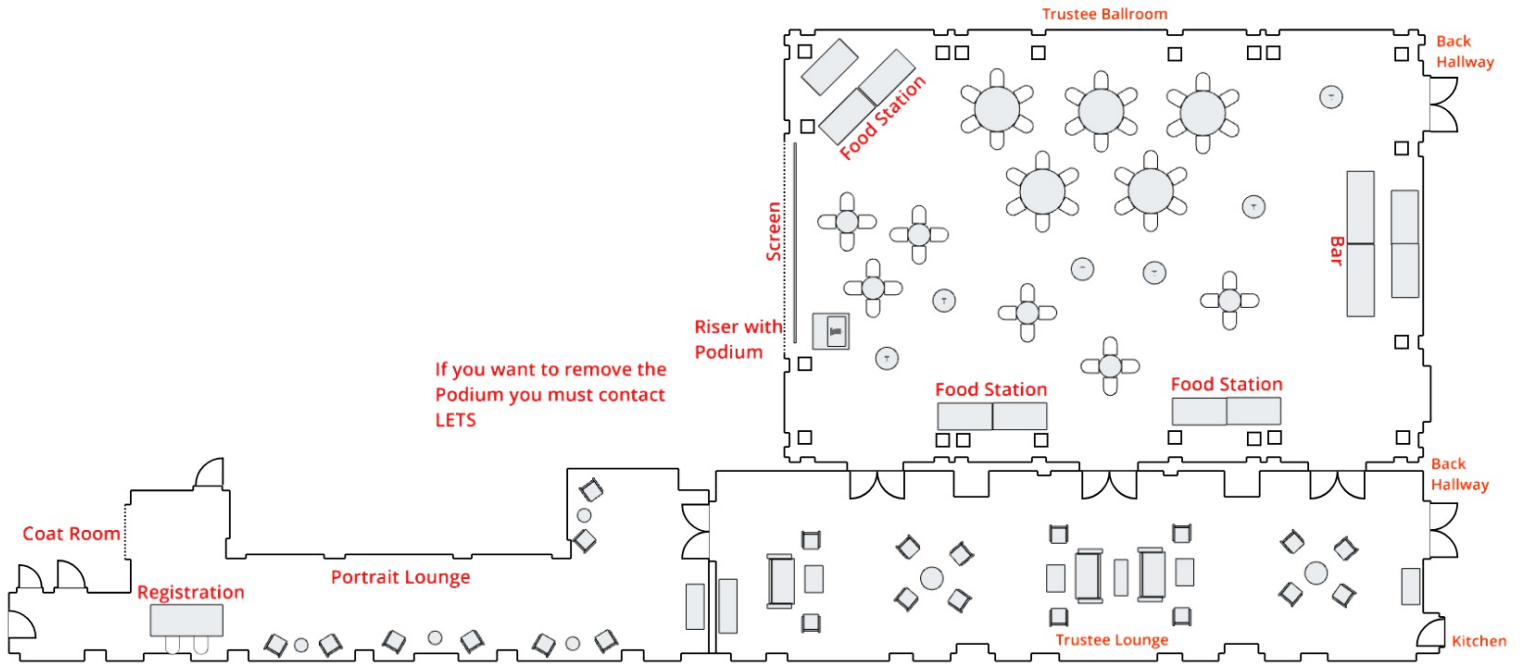 Trustee Ballroom
Back
Hallway
Food Station
Screen
Bar
Riser with
Podium
If you want to remove the
Podium you must contact
LETS
Food Station
Food Station
Back
Hallway
Coat Room
Portrait Lounge
Registration
Trustee Lounge
Kitchen